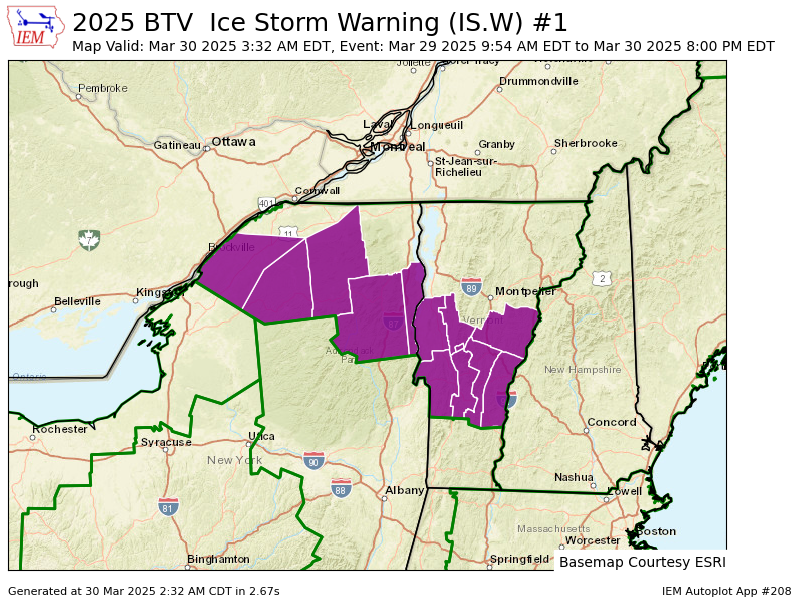 IEM
2025 BTV  Ice Storm Warning (IS.W) #1
Map Valid: Mar 30 2025 3:32 AM EDT, Event: Mar 29 2025 9:54 AM EDT to Mar 30 2025 8:00 PM EDT
Joliette
Sorel-Tracy
Drummondville
Pembroke
Laval
Longueuil
Gatineau
Ottawa
Montreal
Granby
Sherbrooke
St-Jean-sur-
Richelieu
Cornwall
401
11
7
Brockville
2
89
Montpelier
rough
Belleville
Kingston
Vermont
87
Adirondack
Park
New Hampshire
Ontario
91
Rochester
Syracuse
Utica
Concord
New York
90
88
Albany
Nashua
Lowell
81
Massachusetts
Boston
Worcester
Binghamton
Springfield
Basemap Courtesy ESRI
Generated at 30 Mar 2025 2:32 AM CDT in 2.67s
IEM Autoplot App #208